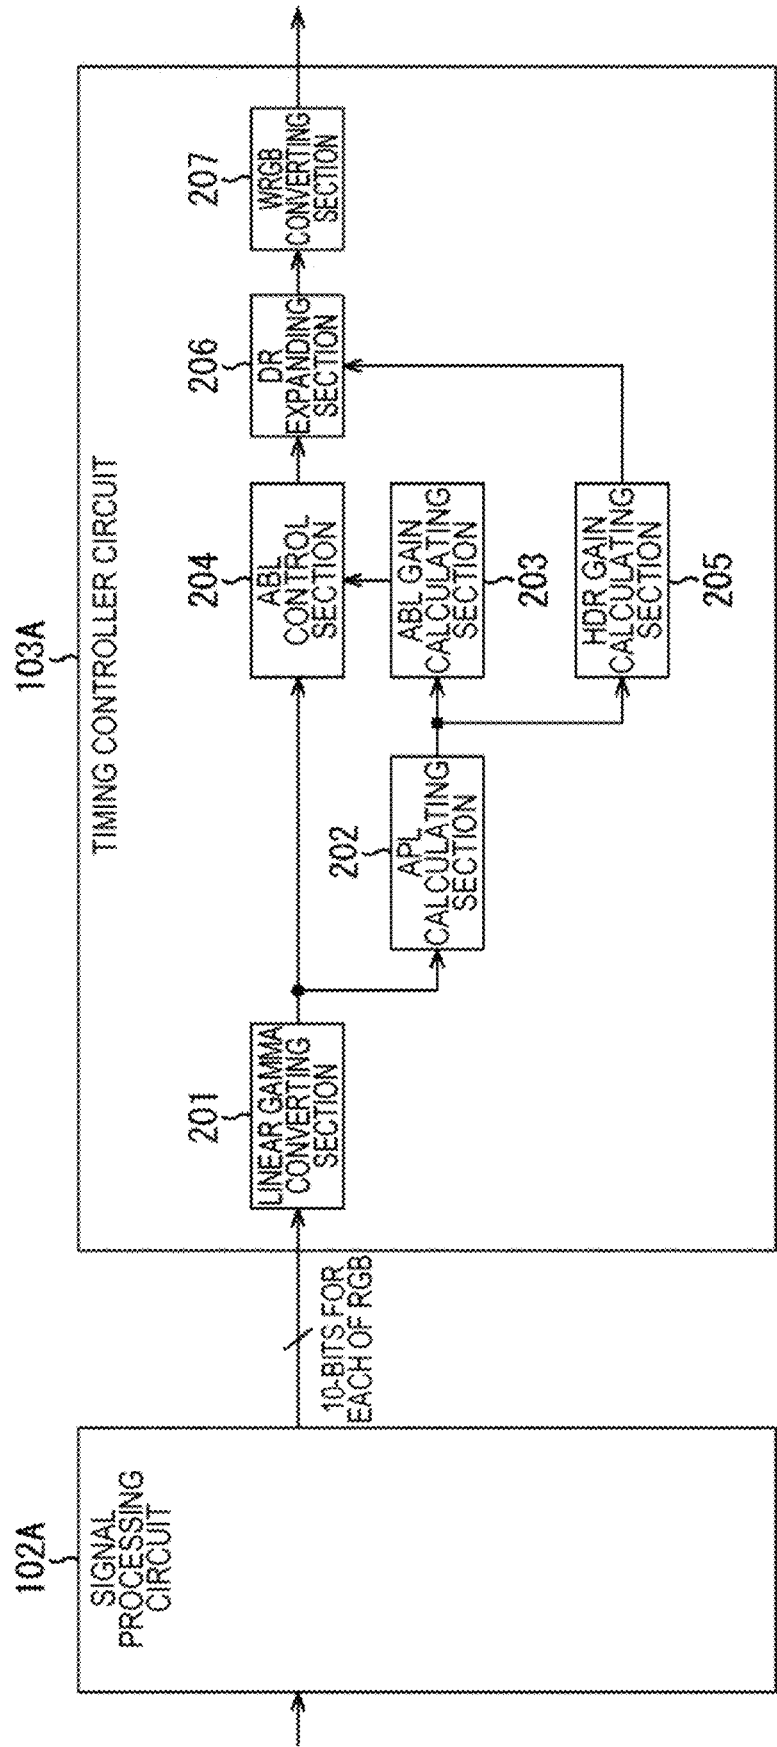 102A
SIGNAL
PROCESSING
CIRCUIT
10-BITS FOR
EACH OF RGB
103A
TIMING CONTROLLER CIRCUIT
201
LINEAR GAMMA
CONVERTING
SECTION
202
APL
CALCULATING
SECTION
204
ABL
CONTROL
SECTION
ABL GAIN
CALCULATING
SECTION
203
HDR GAIN
CALCULATING
SECTION
205
206
DR
EXPANDING
SECTION
207
WRGB
CONVERTING
SECTION